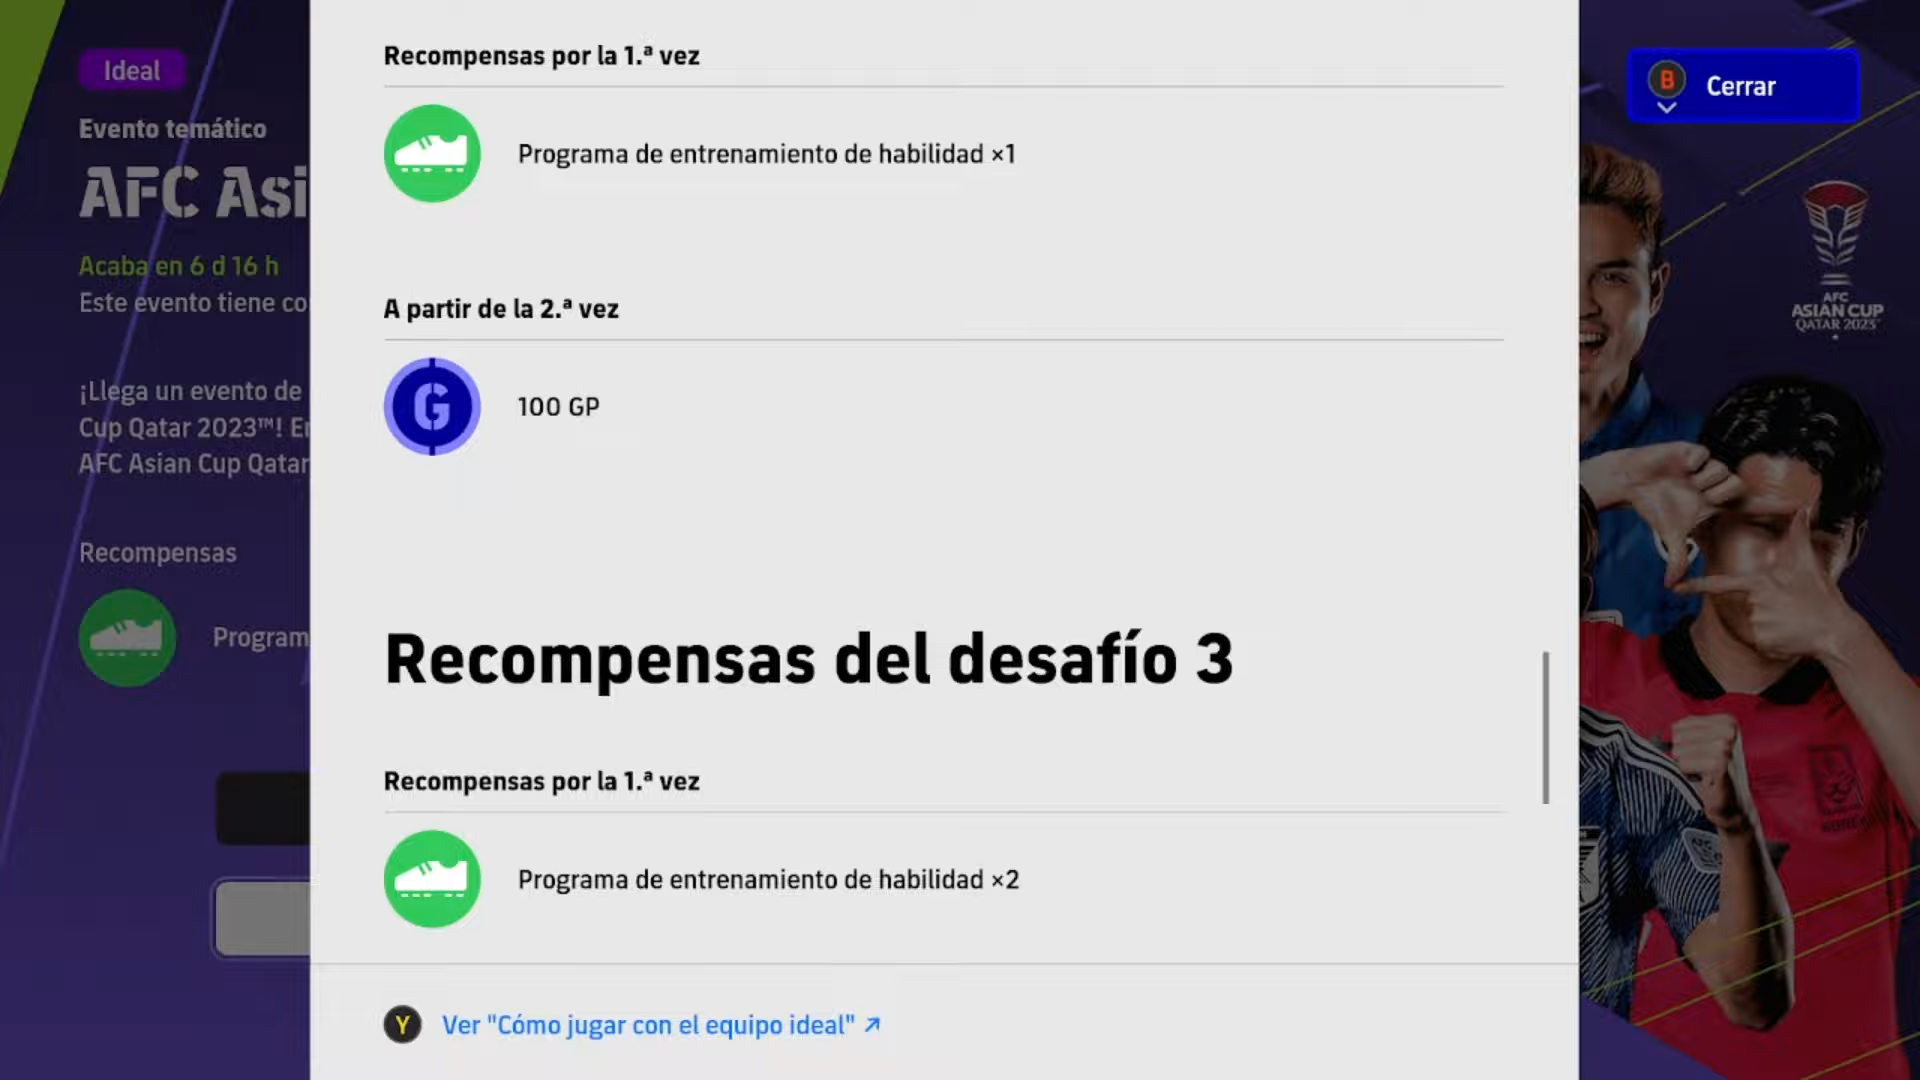 Ideal
Evento temático
AFC Asi
Acaba en 6 d 16 h
Este evento tiene co
¡Llega un evento de
Cup Qatar 2023™! E
AFC Asian Cup Qatar
Recompensas
Program
Recompensas por la 1.ª vez
Programa de entrenamiento de habilidad ×1
A partir de la 2.ª vez
G
100 GP
Recompensas del desafío 3
Recompensas por la 1.ª vez
Programa de entrenamiento de habilidad ×2
Y Ver "Cómo jugar con el equipo ideal"
B Cerrar
AFC
ASIAN CUP
QATAR 2023™